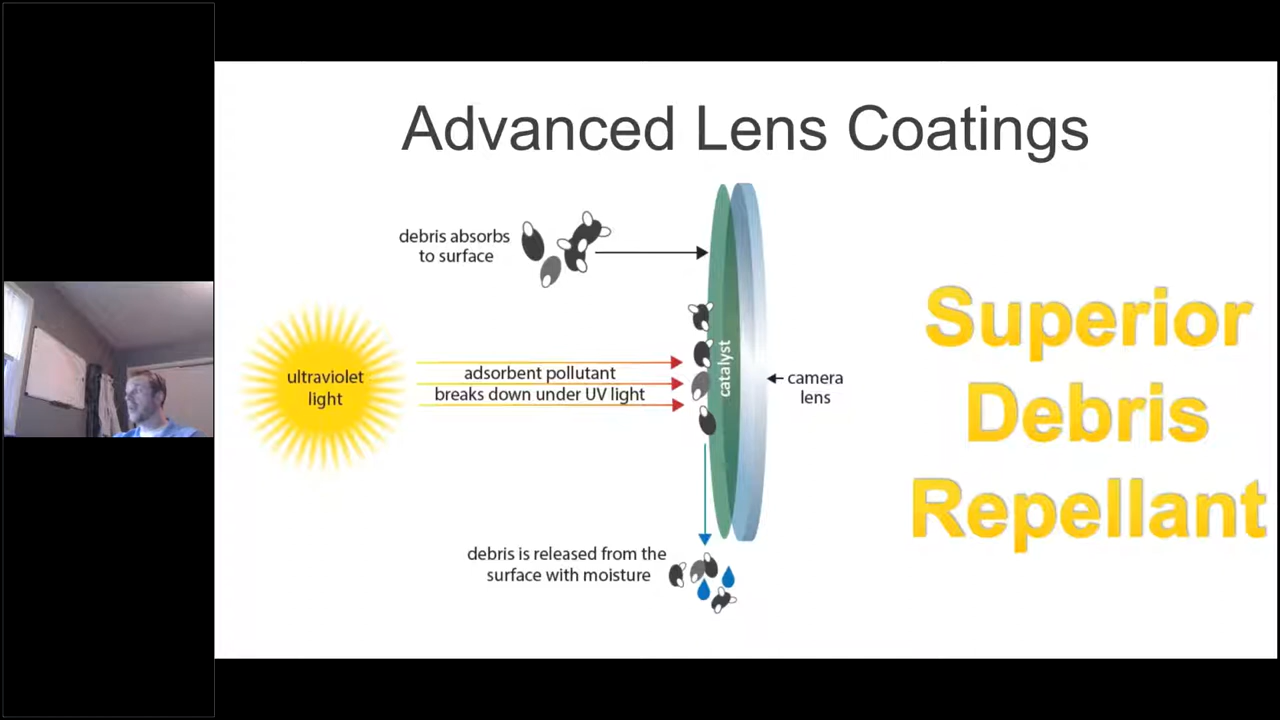 Advanced Lens Coatings
debris absorbs
to surface
ultraviolet
light
adsorbent pollutant
breaks down under UV light
catalyst
camera
lens
debris is released from the
surface with moisture
Superior
Debris
Repellant